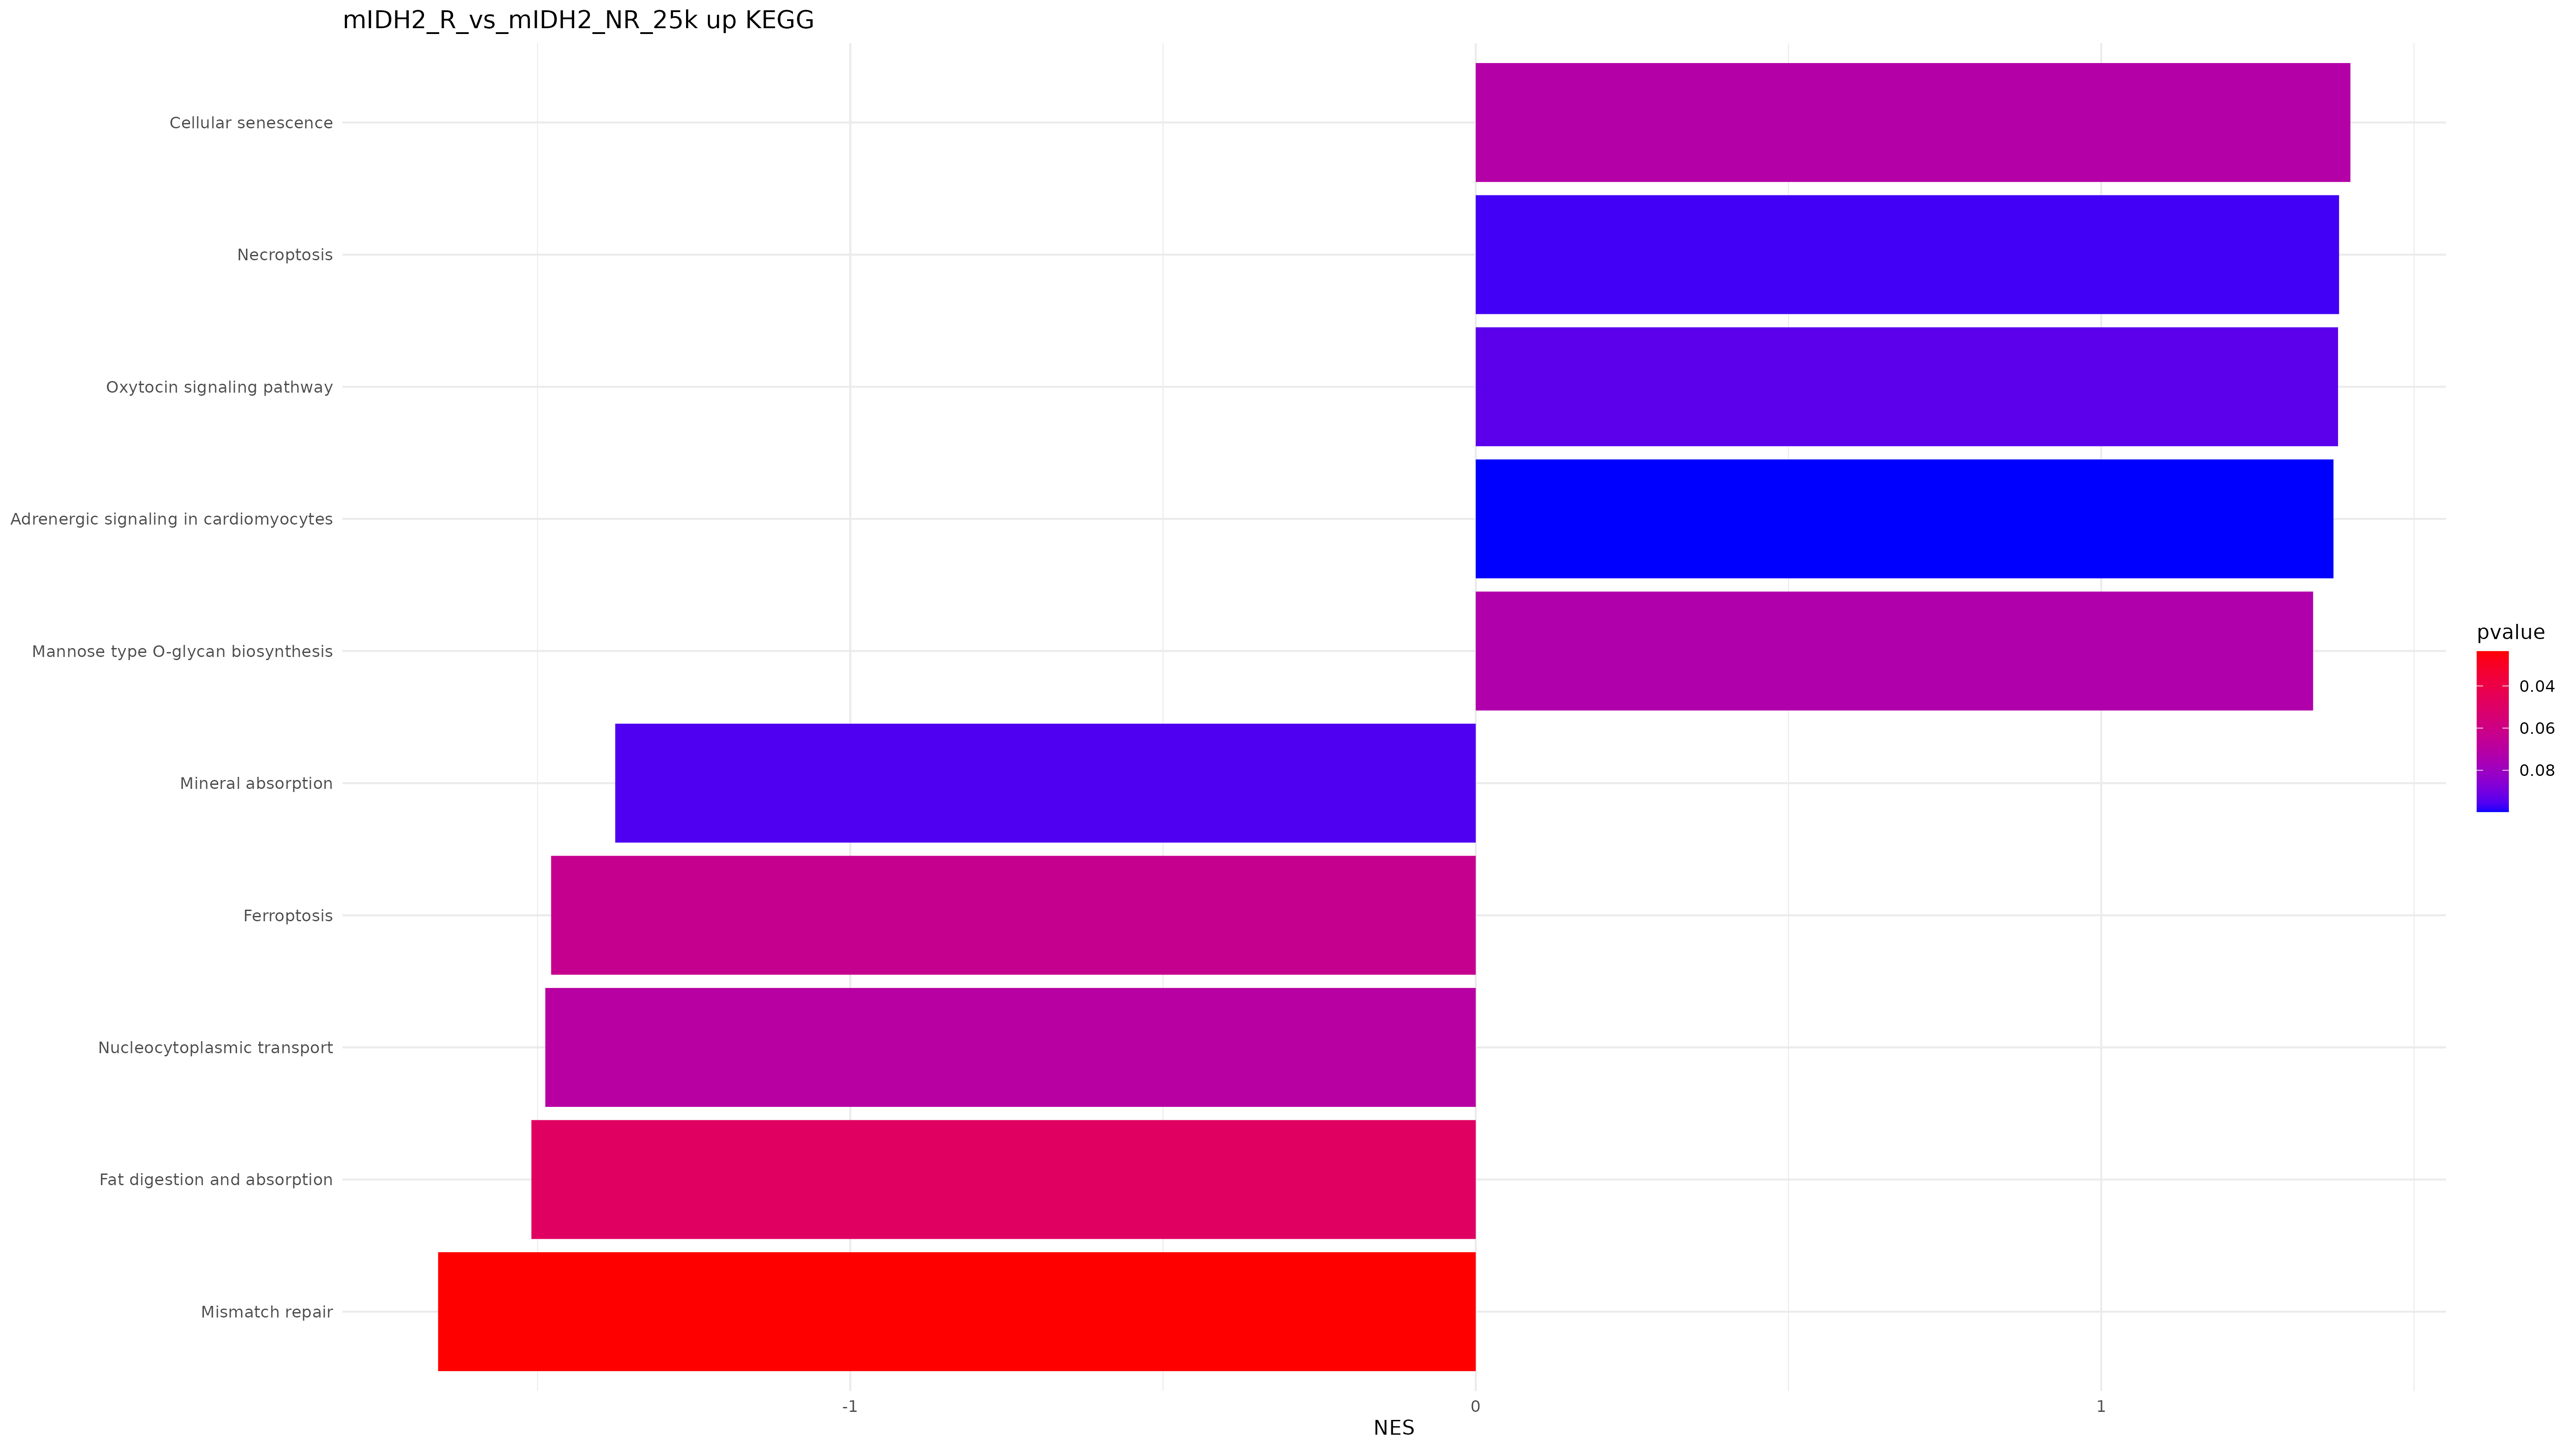 mIDH2_R_vs_mIDH2_NR_25k up KEGG
Cellular senescence
Necroptosis
Oxytocin signaling pathway
Adrenergic signaling in cardiomyocytes
Mannose type O-glycan biosynthesis
Mineral absorption
Ferroptosis
Nucleocytoplasmic transport
Fat digestion and absorption
Mismatch repair
-1
0
1
NES
pvalue
0.04
0.06
0.08